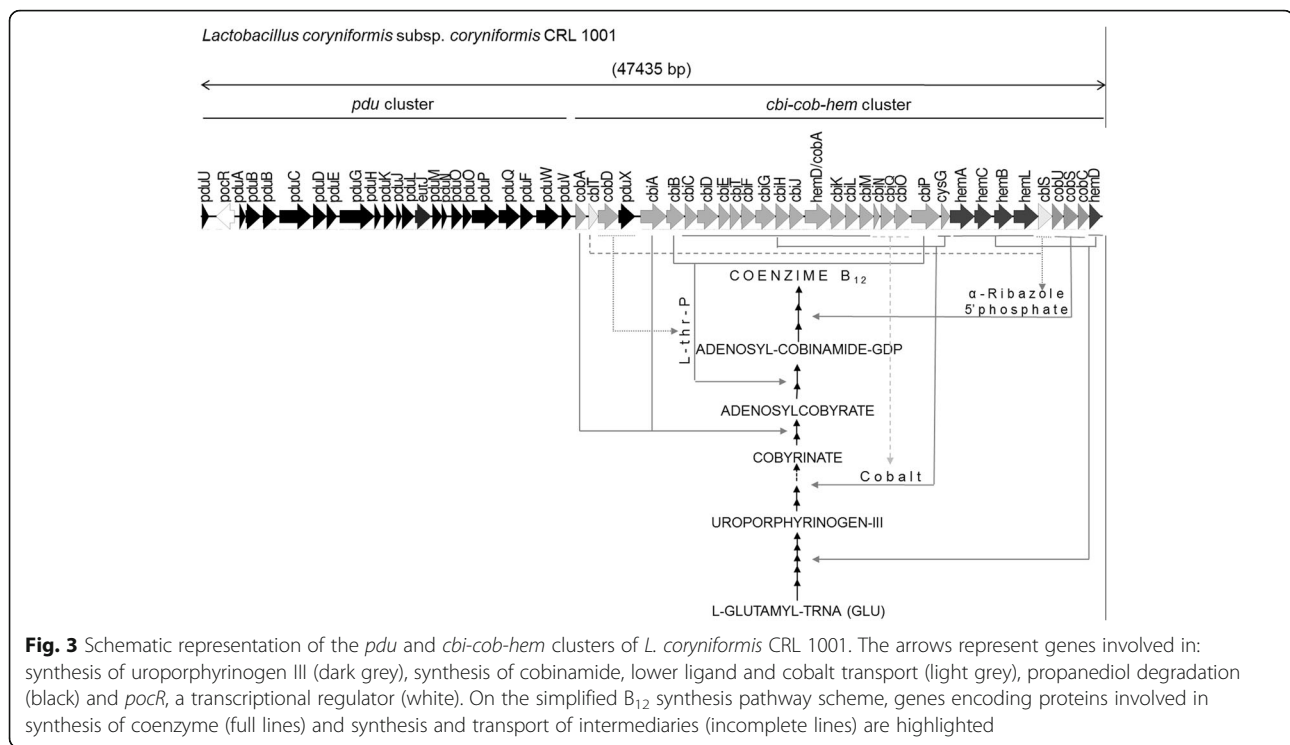 Lactobacillus coryniformis subsp. coryniformis CRL 1001
(47435 bp)
pdu cluster
cbi-cob-hem cluster
pduU
pocR
pduA
pduB
pduB
pduC
pduD
pduE
pduG
pduH
pduK
pduJ
pduL
eutJ
pduM
pduN
pduO
pduO
pduP
pduQ
pduF
pduW
pduV
cobA
cblT
cobD
pduX
cbiA
cbiB
cbiC
cbiD
cbiE
cbiT
cbiF
cbiG
cbiH
cbiJ
hemD/cobA
cbiK
cbiL
cbiM
cbiN
cbiQ
cbiO
cbiP
cysG
hemA
hemC
hemB
hemL
cblS
cobU
cobS
cobC
hemD
COENZIME B12
α-Ribazole
5'phosphate
L-thr-P
ADENOSYL-COBINAMIDE-GDP
ADENOSYLCOBYRATE
COBYRINATE
Cobalt
UROPORPHYRINOGEN-III
L-GLUTAMYL-TRNA (GLU)
Fig. 3 Schematic representation of the pdu and cbi-cob-hem clusters of L. coryniformis CRL 1001. The arrows represent genes involved in:
synthesis of uroporphyrinogen III (dark grey), synthesis of cobinamide, lower ligand and cobalt transport (light grey), propanediol degradation
(black) and pocR, a transcriptional regulator (white). On the simplified B12 synthesis pathway scheme, genes encoding proteins involved in
synthesis of coenzyme (full lines) and synthesis and transport of intermediaries (incomplete lines) are highlighted